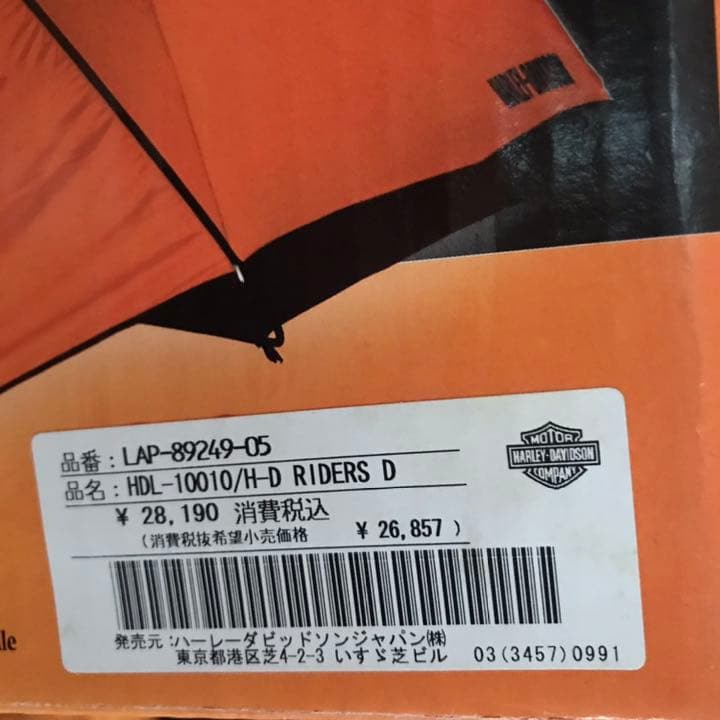 HARLEY-DAVIDSON
品番：LAP-89249-05
品名：HDL-10010/H-D RIDERS D
¥ 28,190 消費税込
（消費税抜希望小売価格 ¥ 26,857 ）
MOTOR
HARLEY-DAVIDSON
COMPANY
発売元：ハーレーダビッドソンジャパン㈱
東京都港区芝4-2-3 いすゞ芝ビル 03(3457)0991